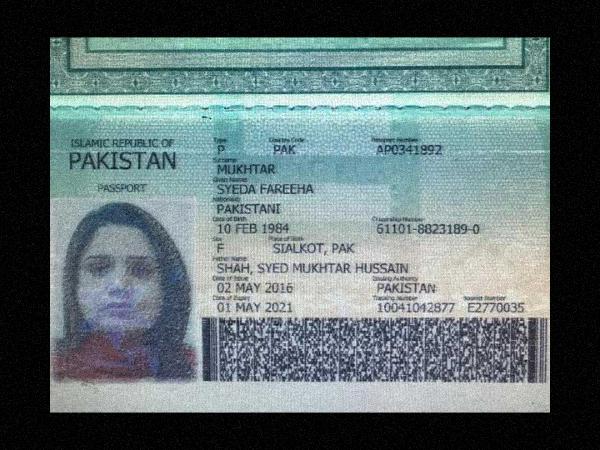 ISLAMIC REPUBLIC OF
PAKISTAN
PASSPORT
Type Country Code Passport Number
P PAK AP0341892
Surname
MUKHTAR
Given Names
SYEDA FAREEHA
Nationality
PAKISTANI
Date of Birth Citizenship Number
10 FEB 1984 61101-8823189-0
Sex Place of Birth
F SIALKOT, PAK
Father Name
SHAH, SYED MUKHTAR HUSSAIN
Date of Issue Issuing Authority
02 MAY 2016 PAKISTAN
Date of Expiry Tracking Number Booklet Number
01 MAY 2021 10041042877 E2770035